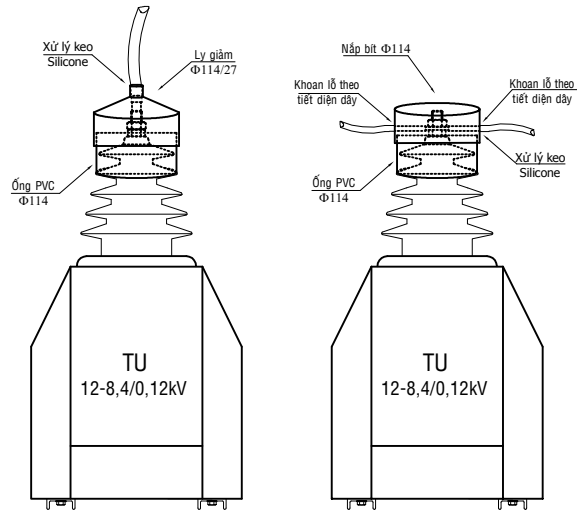 Xử lý keo
Silicone
Ly giảm
Φ114/27
Ống PVC
Φ114
TU
12-8,4/0,12kV
Nắp bít Φ114
Khoan lỗ theo
tiết diện dây
Khoan lỗ theo
tiết diện dây
Xử lý keo
Silicone
Ống PVC
Φ114
TU
12-8,4/0,12kV